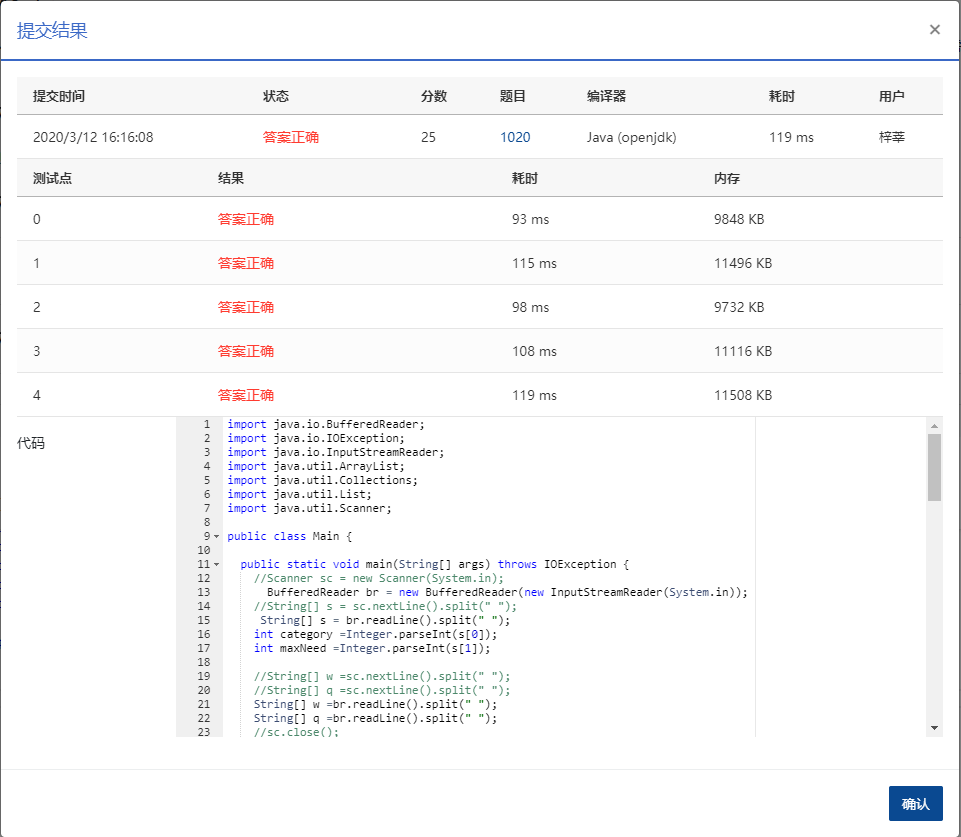 提交结果
×
提交时间 状态 分数 题目 编译器 耗时 用户
2020/3/12 16:16:08 答案正确 25 1020 Java (openjdk) 119 ms 梓莘
测试点 结果 耗时 内存
0 答案正确 93 ms 9848 KB
1 答案正确 115 ms 11496 KB
2 答案正确 98 ms 9732 KB
3 答案正确 108 ms 11116 KB
4 答案正确 119 ms 11508 KB
代码
1 import java.io.BufferedReader;
2 import java.io.IOException;
3 import java.io.InputStreamReader;
4 import java.util.ArrayList;
5 import java.util.Collections;
6 import java.util.List;
7 import java.util.Scanner;
8
9 public class Main {
10
11 public static void main(String[] args) throws IOException {
12 //Scanner sc = new Scanner(System.in);
13 BufferedReader br = new BufferedReader(new InputStreamReader(System.in));
14 //String[] s = sc.nextLine().split(" ");
15 String[] s = br.readLine().split(" ");
16 int category =Integer.parseInt(s[0]);
17 int maxNeed =Integer.parseInt(s[1]);
18
19 //String[] w =sc.nextLine().split(" ");
20 //String[] q =sc.nextLine().split(" ");
21 String[] w =br.readLine().split(" ");
22 String[] q =br.readLine().split(" ");
23 //sc.close();
确认